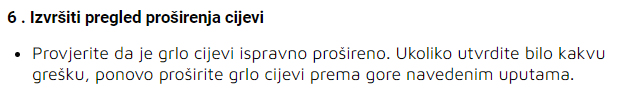 6 . Izvršiti pregled proširenja cijevi
• Provjerite da je grlo cijevi ispravno prošireno. Ukoliko utvrdite bilo kakvu
grešku, ponovo proširite grlo cijevi prema gore navedenim uputama.